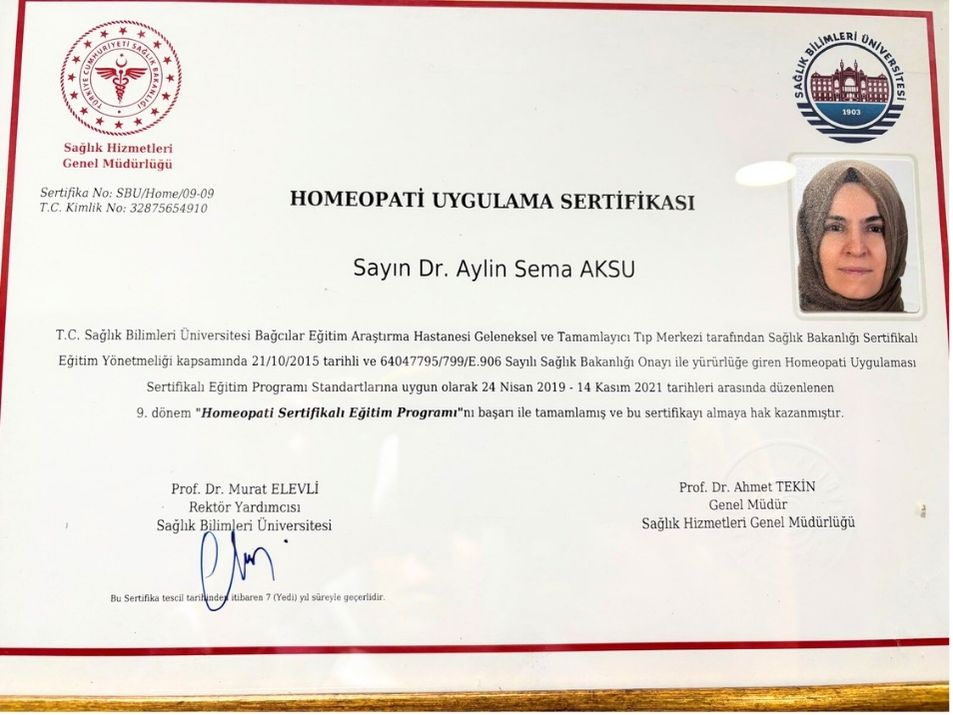 TÜRKİYE CUMHURİYETİ SAĞLIK BAKANLIĞI
Sağlık Hizmetleri
Genel Müdürlüğü
SAĞLIK BİLİMLERİ ÜNİVERSİTESİ
1903
Sertifika No: SBU/Home/09-09
T.C. Kimlik No: 32875654910
HOMEOPATİ UYGULAMA SERTİFİKASI
Sayın Dr. Aylin Sema AKSU
T.C. Sağlık Bilimleri Üniversitesi Bağcılar Eğitim Araştırma Hastanesi Geleneksel ve Tamamlayıcı Tıp Merkezi tarafından Sağlık Bakanlığı Sertifikalı
Eğitim Yönetmeliği kapsamında 21/10/2015 tarihli ve 64047795/799/E.906 Sayılı Sağlık Bakanlığı Onayı ile yürürlüğe giren Homeopati Uygulaması
Sertifikalı Eğitim Programı Standartlarına uygun olarak 24 Nisan 2019 - 14 Kasım 2021 tarihleri arasında düzenlenen
9. dönem "Homeopati Sertifikalı Eğitim Programı"nı başarı ile tamamlamış ve bu sertifikayı almaya hak kazanmıştır.
Prof. Dr. Murat ELEVLİ
Rektör Yardımcısı
Sağlık Bilimleri Üniversitesi
Prof. Dr. Ahmet TEKİN
Genel Müdür
Sağlık Hizmetleri Genel Müdürlüğü
Bu Sertifika tescil tarihinden itibaren 7 (Yedi) yıl süreyle geçerlidir.